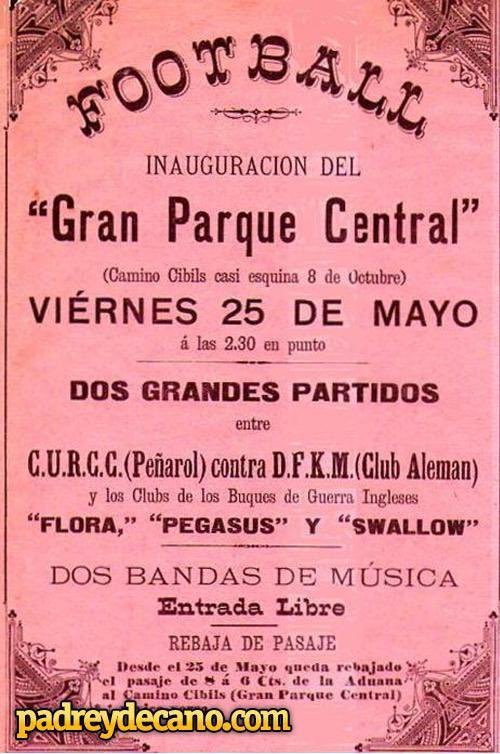 FOOTBALL
INAUGURACION DEL
“Gran Parque Central”
(Camino Cibils casi esquina 8 de Octubre)
VIÉRNES 25 DE MAYO
á las 2.30 en punto
DOS GRANDES PARTIDOS
entre
C.U.R.C.C. (Peñarol) contra D.F.K.M. (Club Aleman)
y los Clubs de los Buques de Guerra Ingleses
“FLORA,” “PEGASUS” Y “SWALLOW”
DOS BANDAS DE MÚSICA
Entrada Libre
REBAJA DE PASAJE
Desde el 25 de Mayo queda rebajado
el pasaje de 8 á 6 Cts. de la Aduana
al Camino Cibils (Gran Parque Central)
padreydecano.com